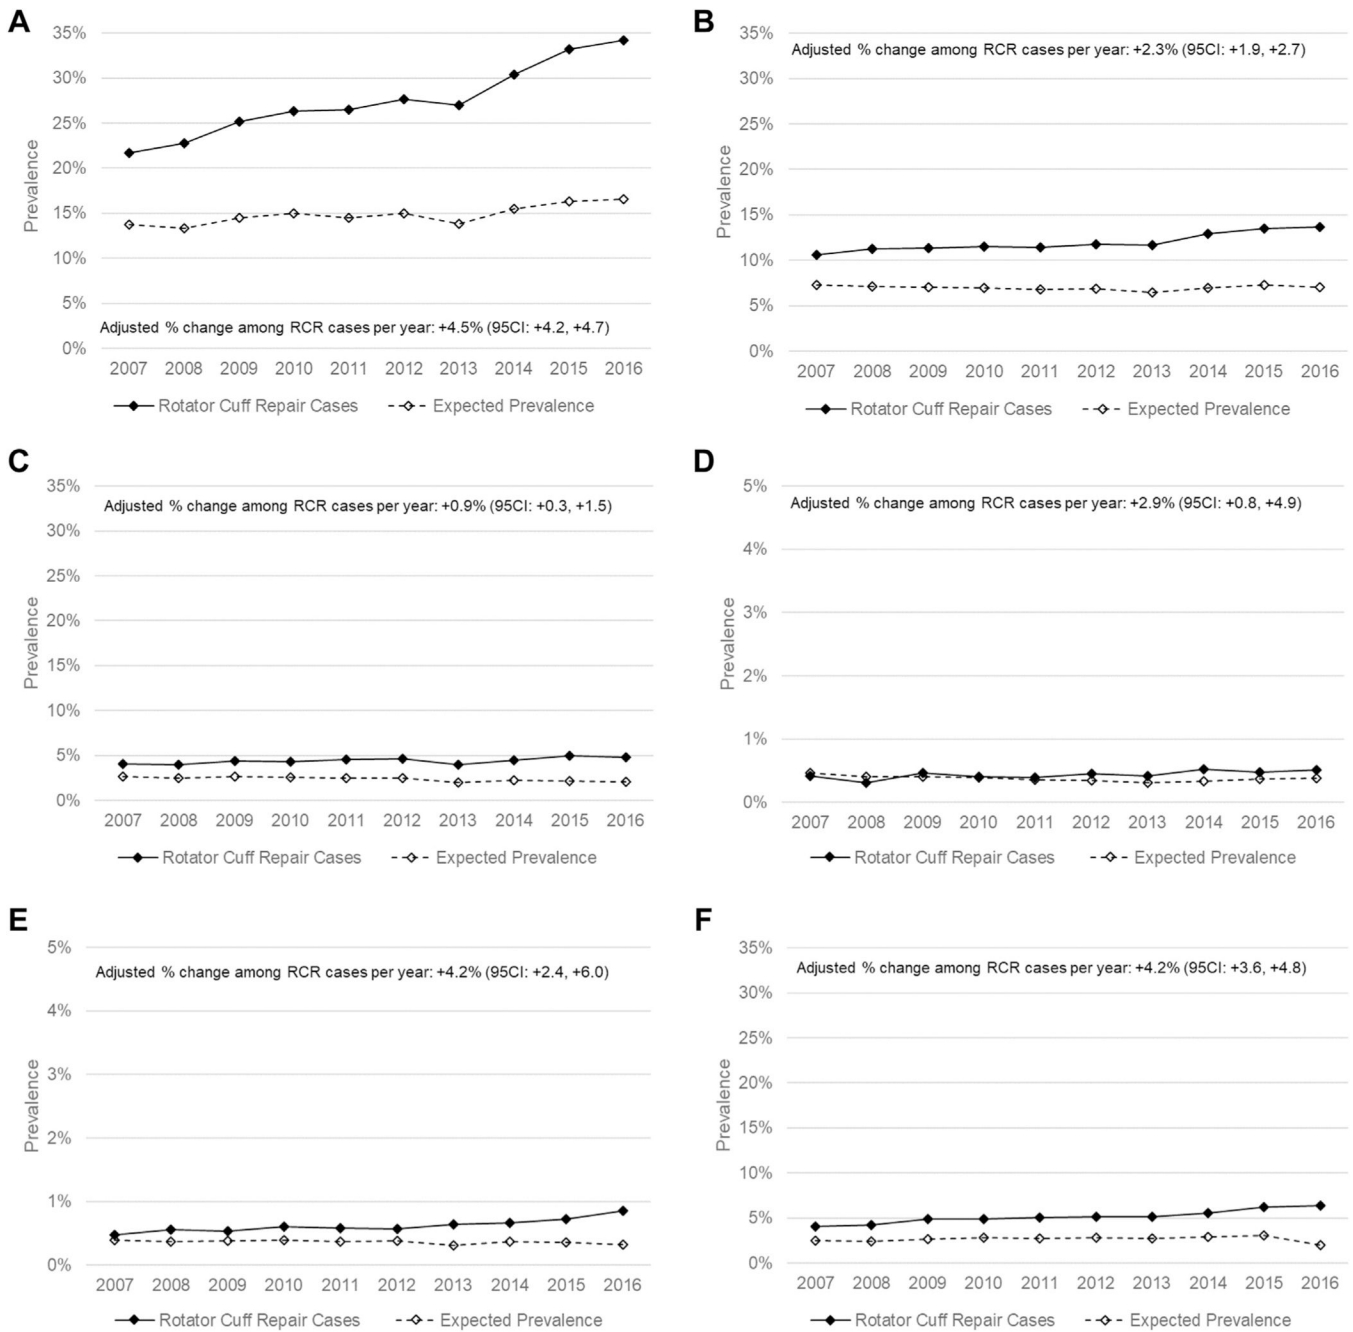 A
35%
30%
25%
20%
15%
10%
5%
0%
Prevalence
Adjusted % change among RCR cases per year: +4.5% (95CI: +4.2, +4.7)
2007 2008 2009 2010 2011 2012 2013 2014 2015 2016
Rotator Cuff Repair Cases Expected Prevalence
B
35%
30%
25%
20%
15%
10%
5%
0%
Prevalence
Adjusted % change among RCR cases per year: +2.3% (95CI: +1.9, +2.7)
2007 2008 2009 2010 2011 2012 2013 2014 2015 2016
Rotator Cuff Repair Cases Expected Prevalence
C
35%
30%
25%
20%
15%
10%
5%
0%
Prevalence
Adjusted % change among RCR cases per year: +0.9% (95CI: +0.3, +1.5)
2007 2008 2009 2010 2011 2012 2013 2014 2015 2016
Rotator Cuff Repair Cases Expected Prevalence
D
5%
4%
3%
2%
1%
0%
Prevalence
Adjusted % change among RCR cases per year: +2.9% (95CI: +0.8, +4.9)
2007 2008 2009 2010 2011 2012 2013 2014 2015 2016
Rotator Cuff Repair Cases Expected Prevalence
E
5%
4%
3%
2%
1%
0%
Prevalence
Adjusted % change among RCR cases per year: +4.2% (95CI: +2.4, +6.0)
2007 2008 2009 2010 2011 2012 2013 2014 2015 2016
Rotator Cuff Repair Cases Expected Prevalence
F
35%
30%
25%
20%
15%
10%
5%
0%
Prevalence
Adjusted % change among RCR cases per year: +4.2% (95CI: +3.6, +4.8)
2007 2008 2009 2010 2011 2012 2013 2014 2015 2016
Rotator Cuff Repair Cases Expected Prevalence